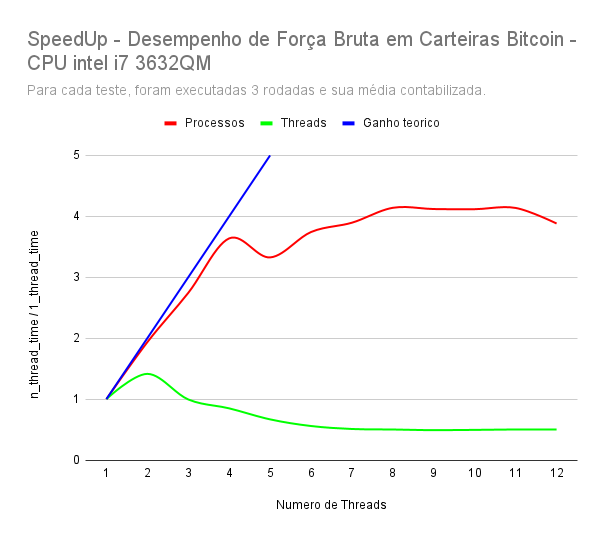 SpeedUp - Desempenho de Força Bruta em Carteiras Bitcoin -
CPU intel i7 3632QM
Para cada teste, foram executadas 3 rodadas e sua média contabilizada.
Processos Threads Ganho teorico
n_thread_time / 1_thread_time
5
4
3
2
1
0
1 2 3 4 5 6 7 8 9 10 11 12
Numero de Threads